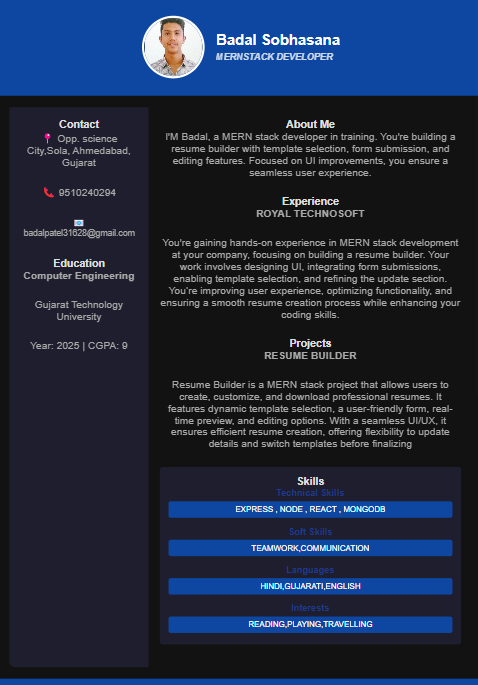 Badal Sobhasana
MERNSTACK DEVELOPER
Contact
📍 Opp. science
City,Sola, Ahmedabad,
Gujarat
📞 9510240294
📧
badalpatel31628@gmail.com
Education
Computer Engineering
Gujarat Technology
University
Year: 2025 | CGPA: 9
About Me
I'M Badal, a MERN stack developer in training. You're building a
resume builder with template selection, form submission, and
editing features. Focused on UI improvements, you ensure a
seamless user experience.
Experience
ROYAL TECHNOSOFT
You're gaining hands-on experience in MERN stack development
at your company, focusing on building a resume builder. Your
work involves designing UI, integrating form submissions,
enabling template selection, and refining the update section.
You're improving user experience, optimizing functionality, and
ensuring a smooth resume creation process while enhancing your
coding skills.
Projects
RESUME BUILDER
Resume Builder is a MERN stack project that allows users to
create, customize, and download professional resumes. It
features dynamic template selection, a user-friendly form, real-
time preview, and editing options. With a seamless UI/UX, it
ensures efficient resume creation, offering flexibility to update
details and switch templates before finalizing
Skills
Technical Skills
EXPRESS , NODE , REACT , MONGODB
Soft Skills
TEAMWORK,COMMUNICATION
Languages
HINDI,GUJARATI,ENGLISH
Interests
READING,PLAYING,TRAVELLING